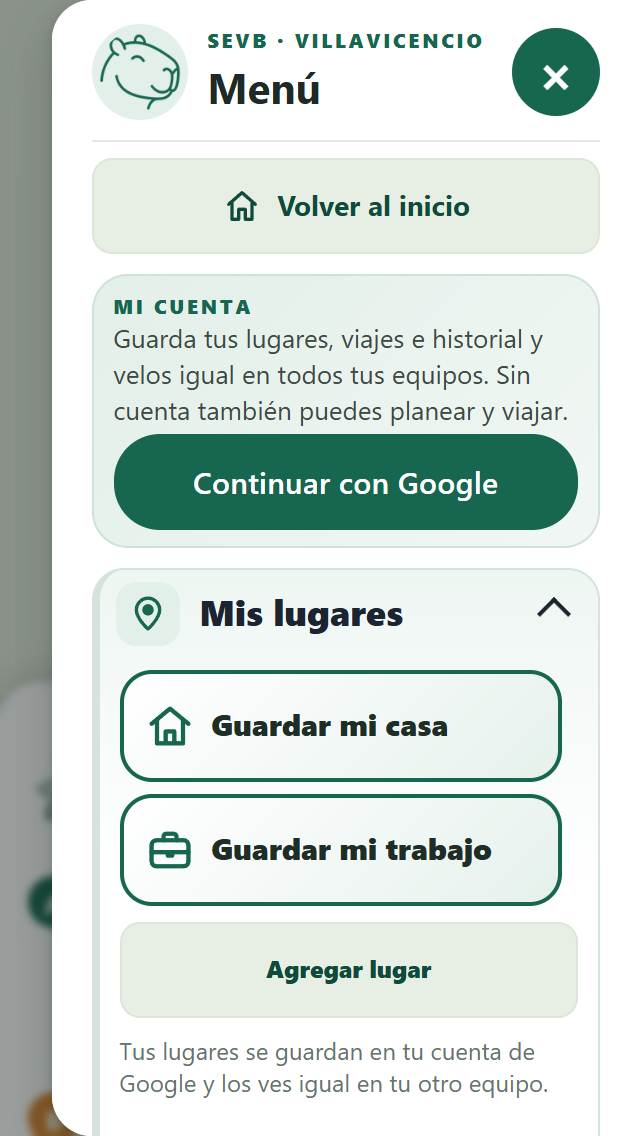 SEVB · VILLAVICENCIO
Menú
Volver al inicio
MI CUENTA
Guarda tus lugares, viajes e historial y
velos igual en todos tus equipos. Sin
cuenta también puedes planear y viajar.
Continuar con Google
Mis lugares
Guardar mi casa
Guardar mi trabajo
Agregar lugar
Tus lugares se guardan en tu cuenta de
Google y los ves igual en tu otro equipo.